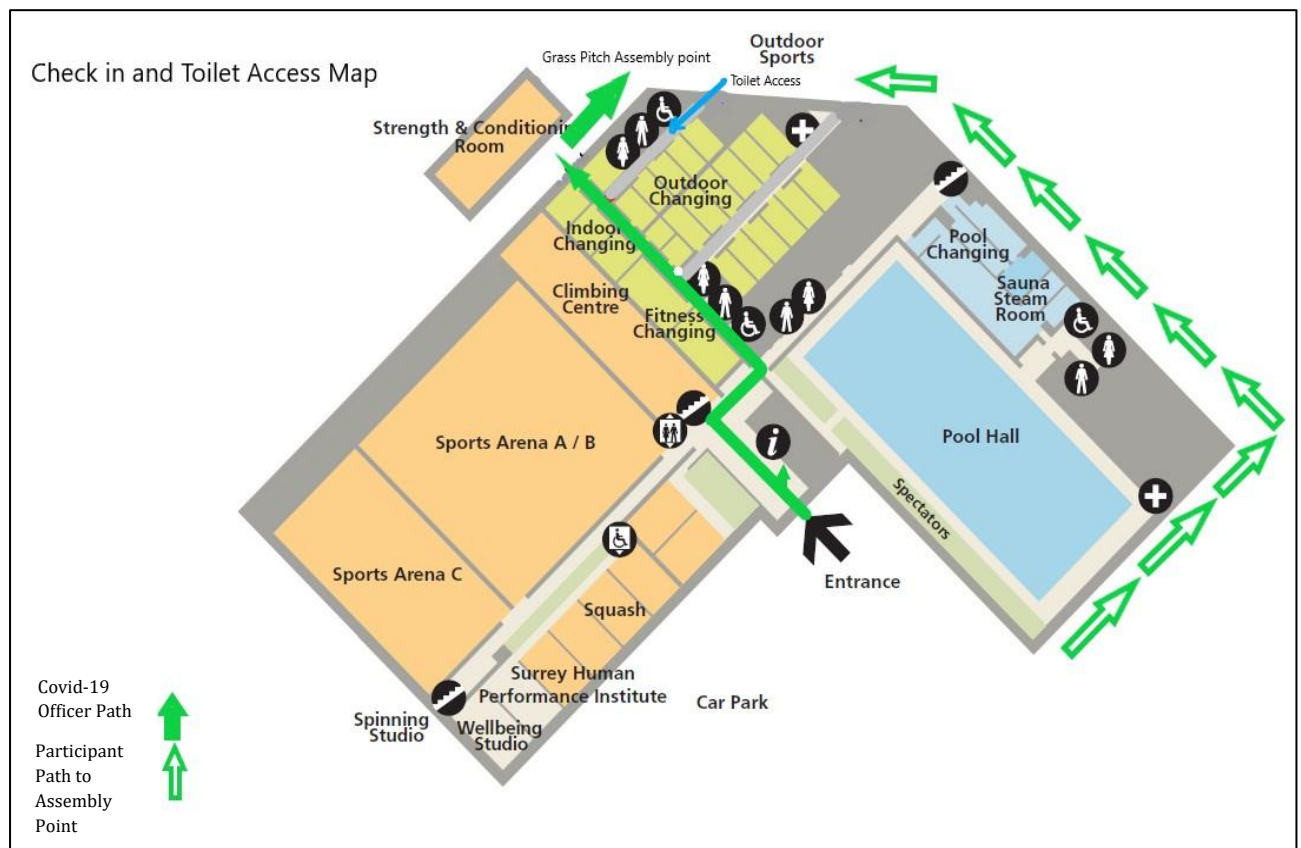 Check in and Toilet Access Map
Grass Pitch Assembly point
Outdoor
Sports
Toilet Access
Strength & Conditionin
Room
Outdoor
Changing
Indoor
Changing
Pool
Changing
Sauna
Steam
Room
Climbing
Centre
Fitness
Changing
Sports Arena A / B
i
Pool Hall
Spectators
Sports Arena C
Entrance
Squash
Surrey Human
Performance Institute
Car Park
Spinning
Studio
Wellbeing
Studio
Covid-19
Officer Path
Participant
Path to
Assembly
Point